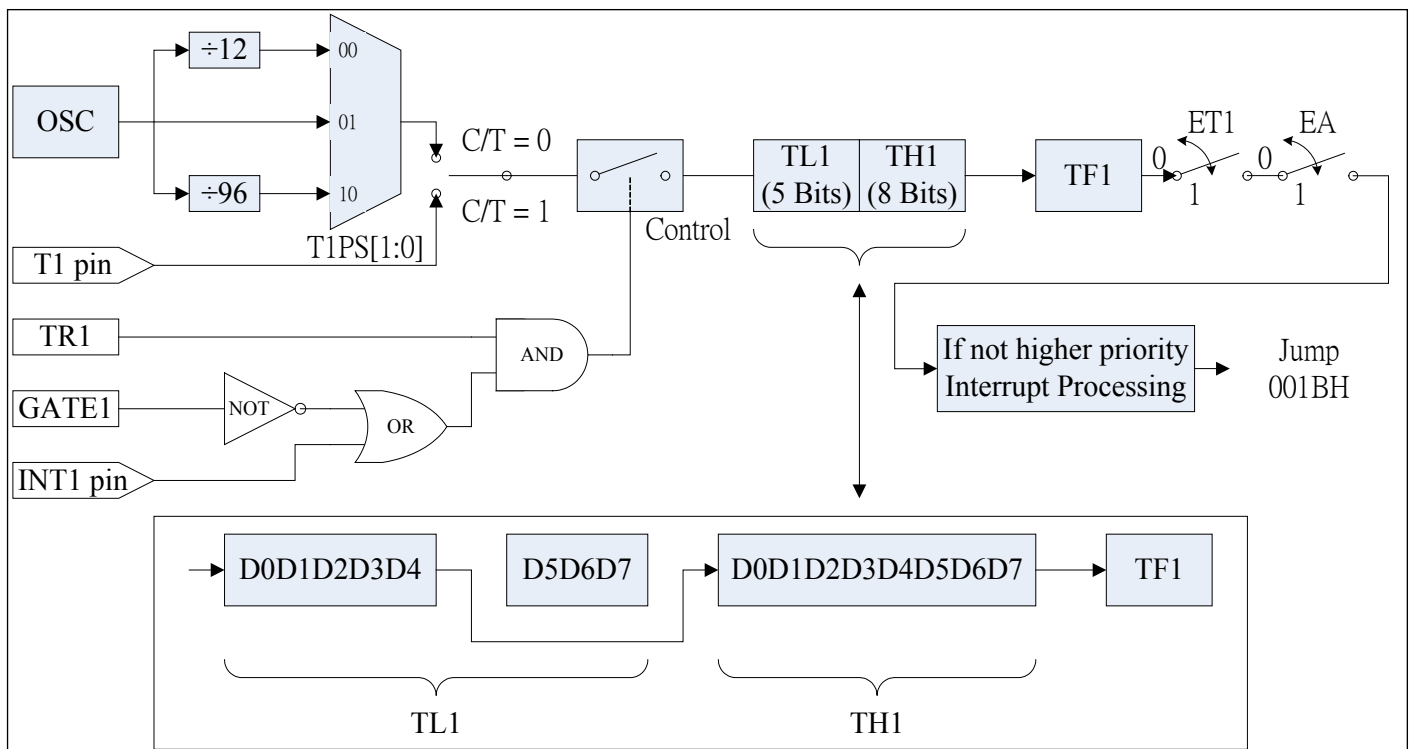 ÷12
00
OSC
01
÷96
10
T1PS[1:0]
C/T = 0
C/T = 1
Control
TL1
(5 Bits)
TH1
(8 Bits)
TF1
ET1
0
1
EA
0
1
T1 pin
TR1
GATE1
INT1 pin
NOT
OR
AND
If not higher priority
Interrupt Processing
Jump
001BH
D0D1D2D3D4
D5D6D7
D0D1D2D3D4D5D6D7
TF1
TL1
TH1